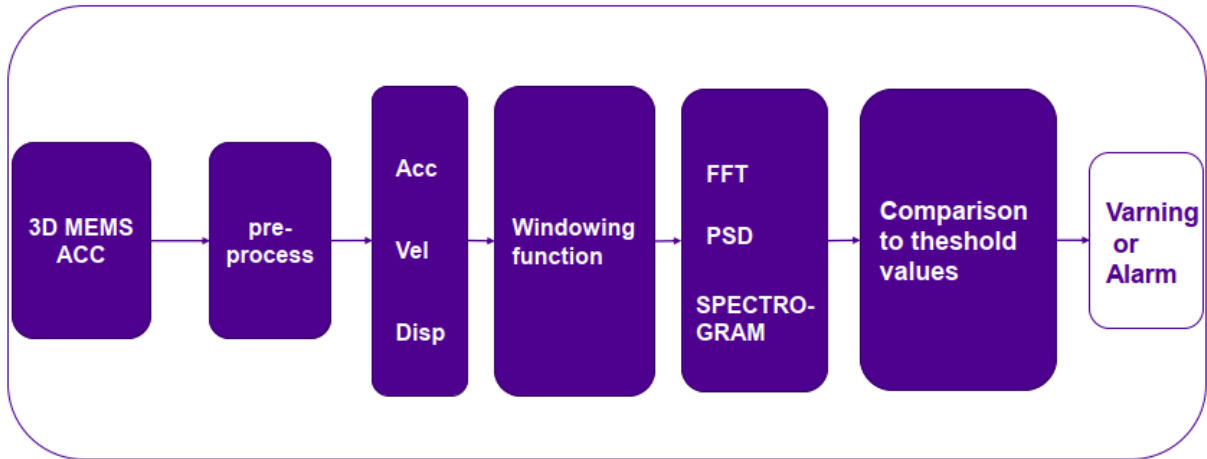 3D MEMS
ACC
pre-
process
Acc
Vel
Disp
Windowing
function
FFT
PSD
SPECTRO-
GRAM
Comparison
to theshold
values
Varning
or
Alarm